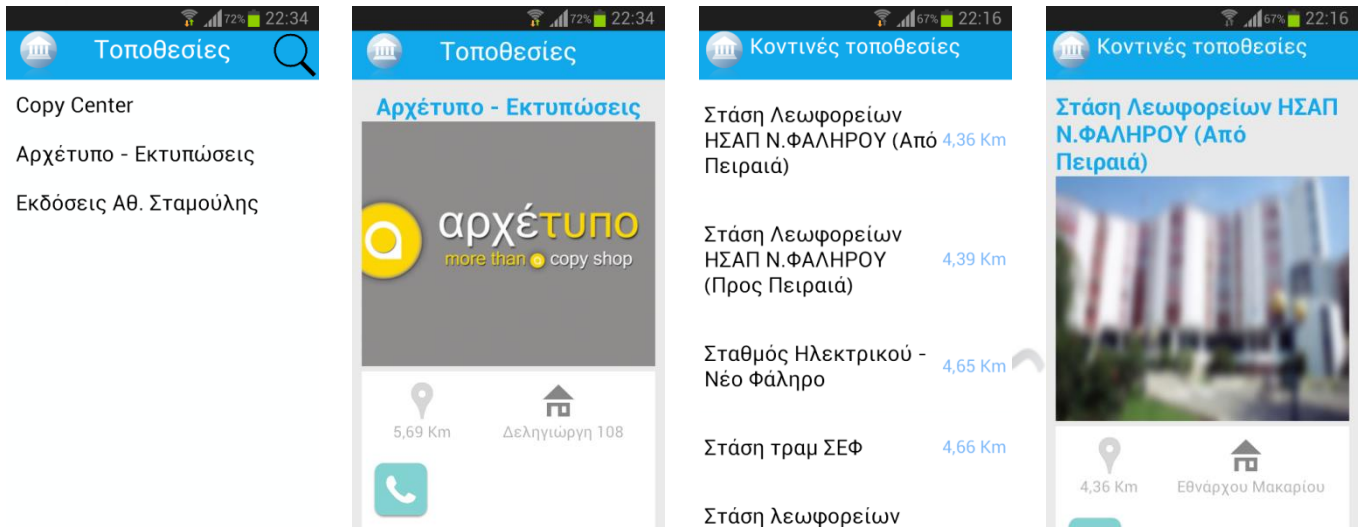 72% 22:34
Τοποθεσίες
Copy Center
Αρχέτυπο - Εκτυπώσεις
Εκδόσεις Αθ. Σταμούλης
72% 22:34
Τοποθεσίες
Αρχέτυπο - Εκτυπώσεις
αρχέτυπο
more than a copy shop
5,69 Km
Δεληγιώργη 108
67% 22:16
Κοντινές τοποθεσίες
Στάση Λεωφορείων
ΗΣΑΠ Ν.ΦΑΛΗΡΟΥ (Από 4,36 Km
Πειραιά)
Στάση Λεωφορείων
ΗΣΑΠ Ν.ΦΑΛΗΡΟΥ 4,39 Km
(Προς Πειραιά)
Σταθμός Ηλεκτρικού -
Νέο Φάληρο 4,65 Km
Στάση τραμ ΣΕΦ 4,66 Km
Στάση λεωφορείων
67% 22:16
Κοντινές τοποθεσίες
Στάση Λεωφορείων ΗΣΑΠ
Ν.ΦΑΛΗΡΟΥ (Από
Πειραιά)
4,36 Km
Εθνάρχου Μακαρίου